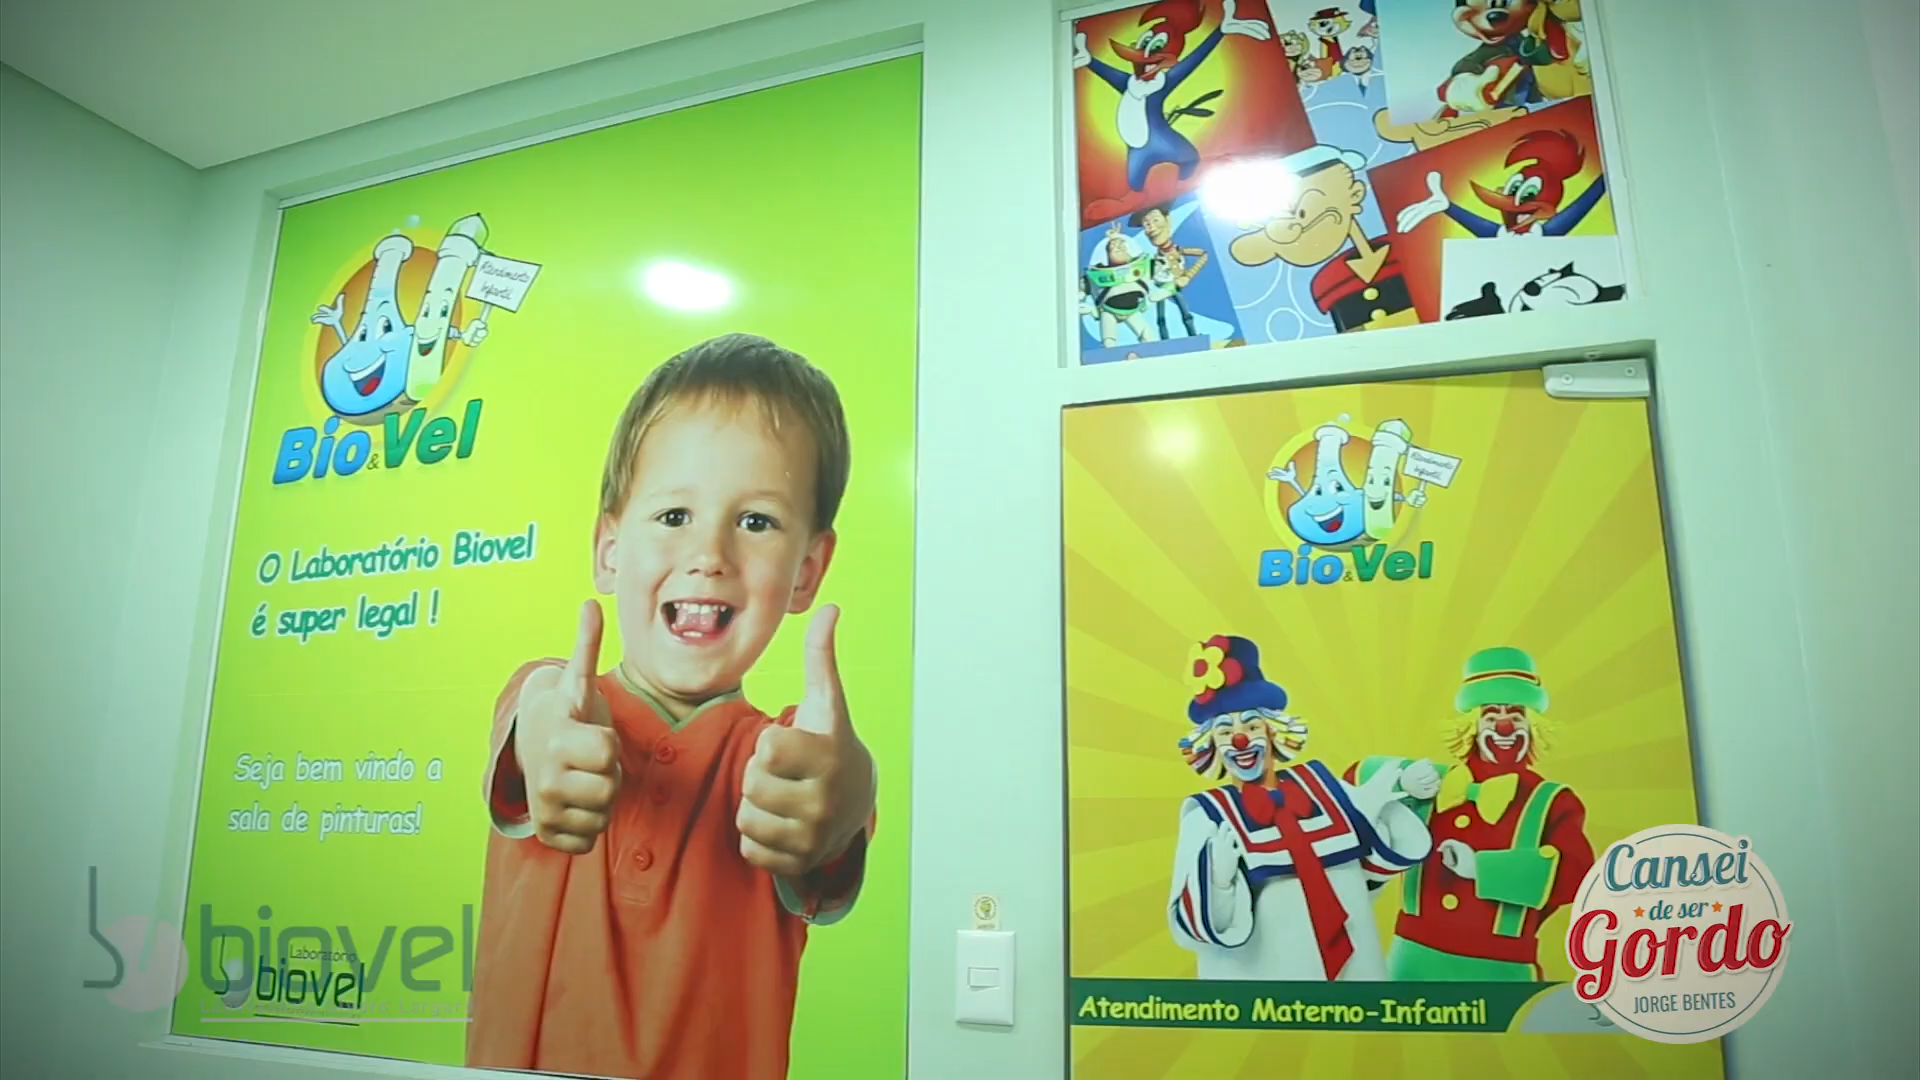 Atendimento
Infantil
Bio&Vel
O Laboratório Biovel
é super legal !
Seja bem vindo a
sala de pinturas!
biovel
Laboratório
biovel
Atendimento
Infantil
Bio&Vel
Atendimento Materno-Infantil
Cansei
de ser
Gordo
JORGE BENTES